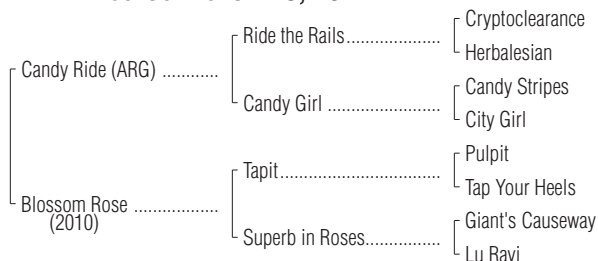 Cryptoclearance
Ride the Rails....................
Herbalesian
Candy Ride (ARG) ............
Candy Stripes
Candy Girl ........................
City Girl
Pulpit
Tapit..................................
Tap Your Heels
Blossom Rose ..................
(2010)
Giant's Causeway
Superb in Roses................
Lu Ravi